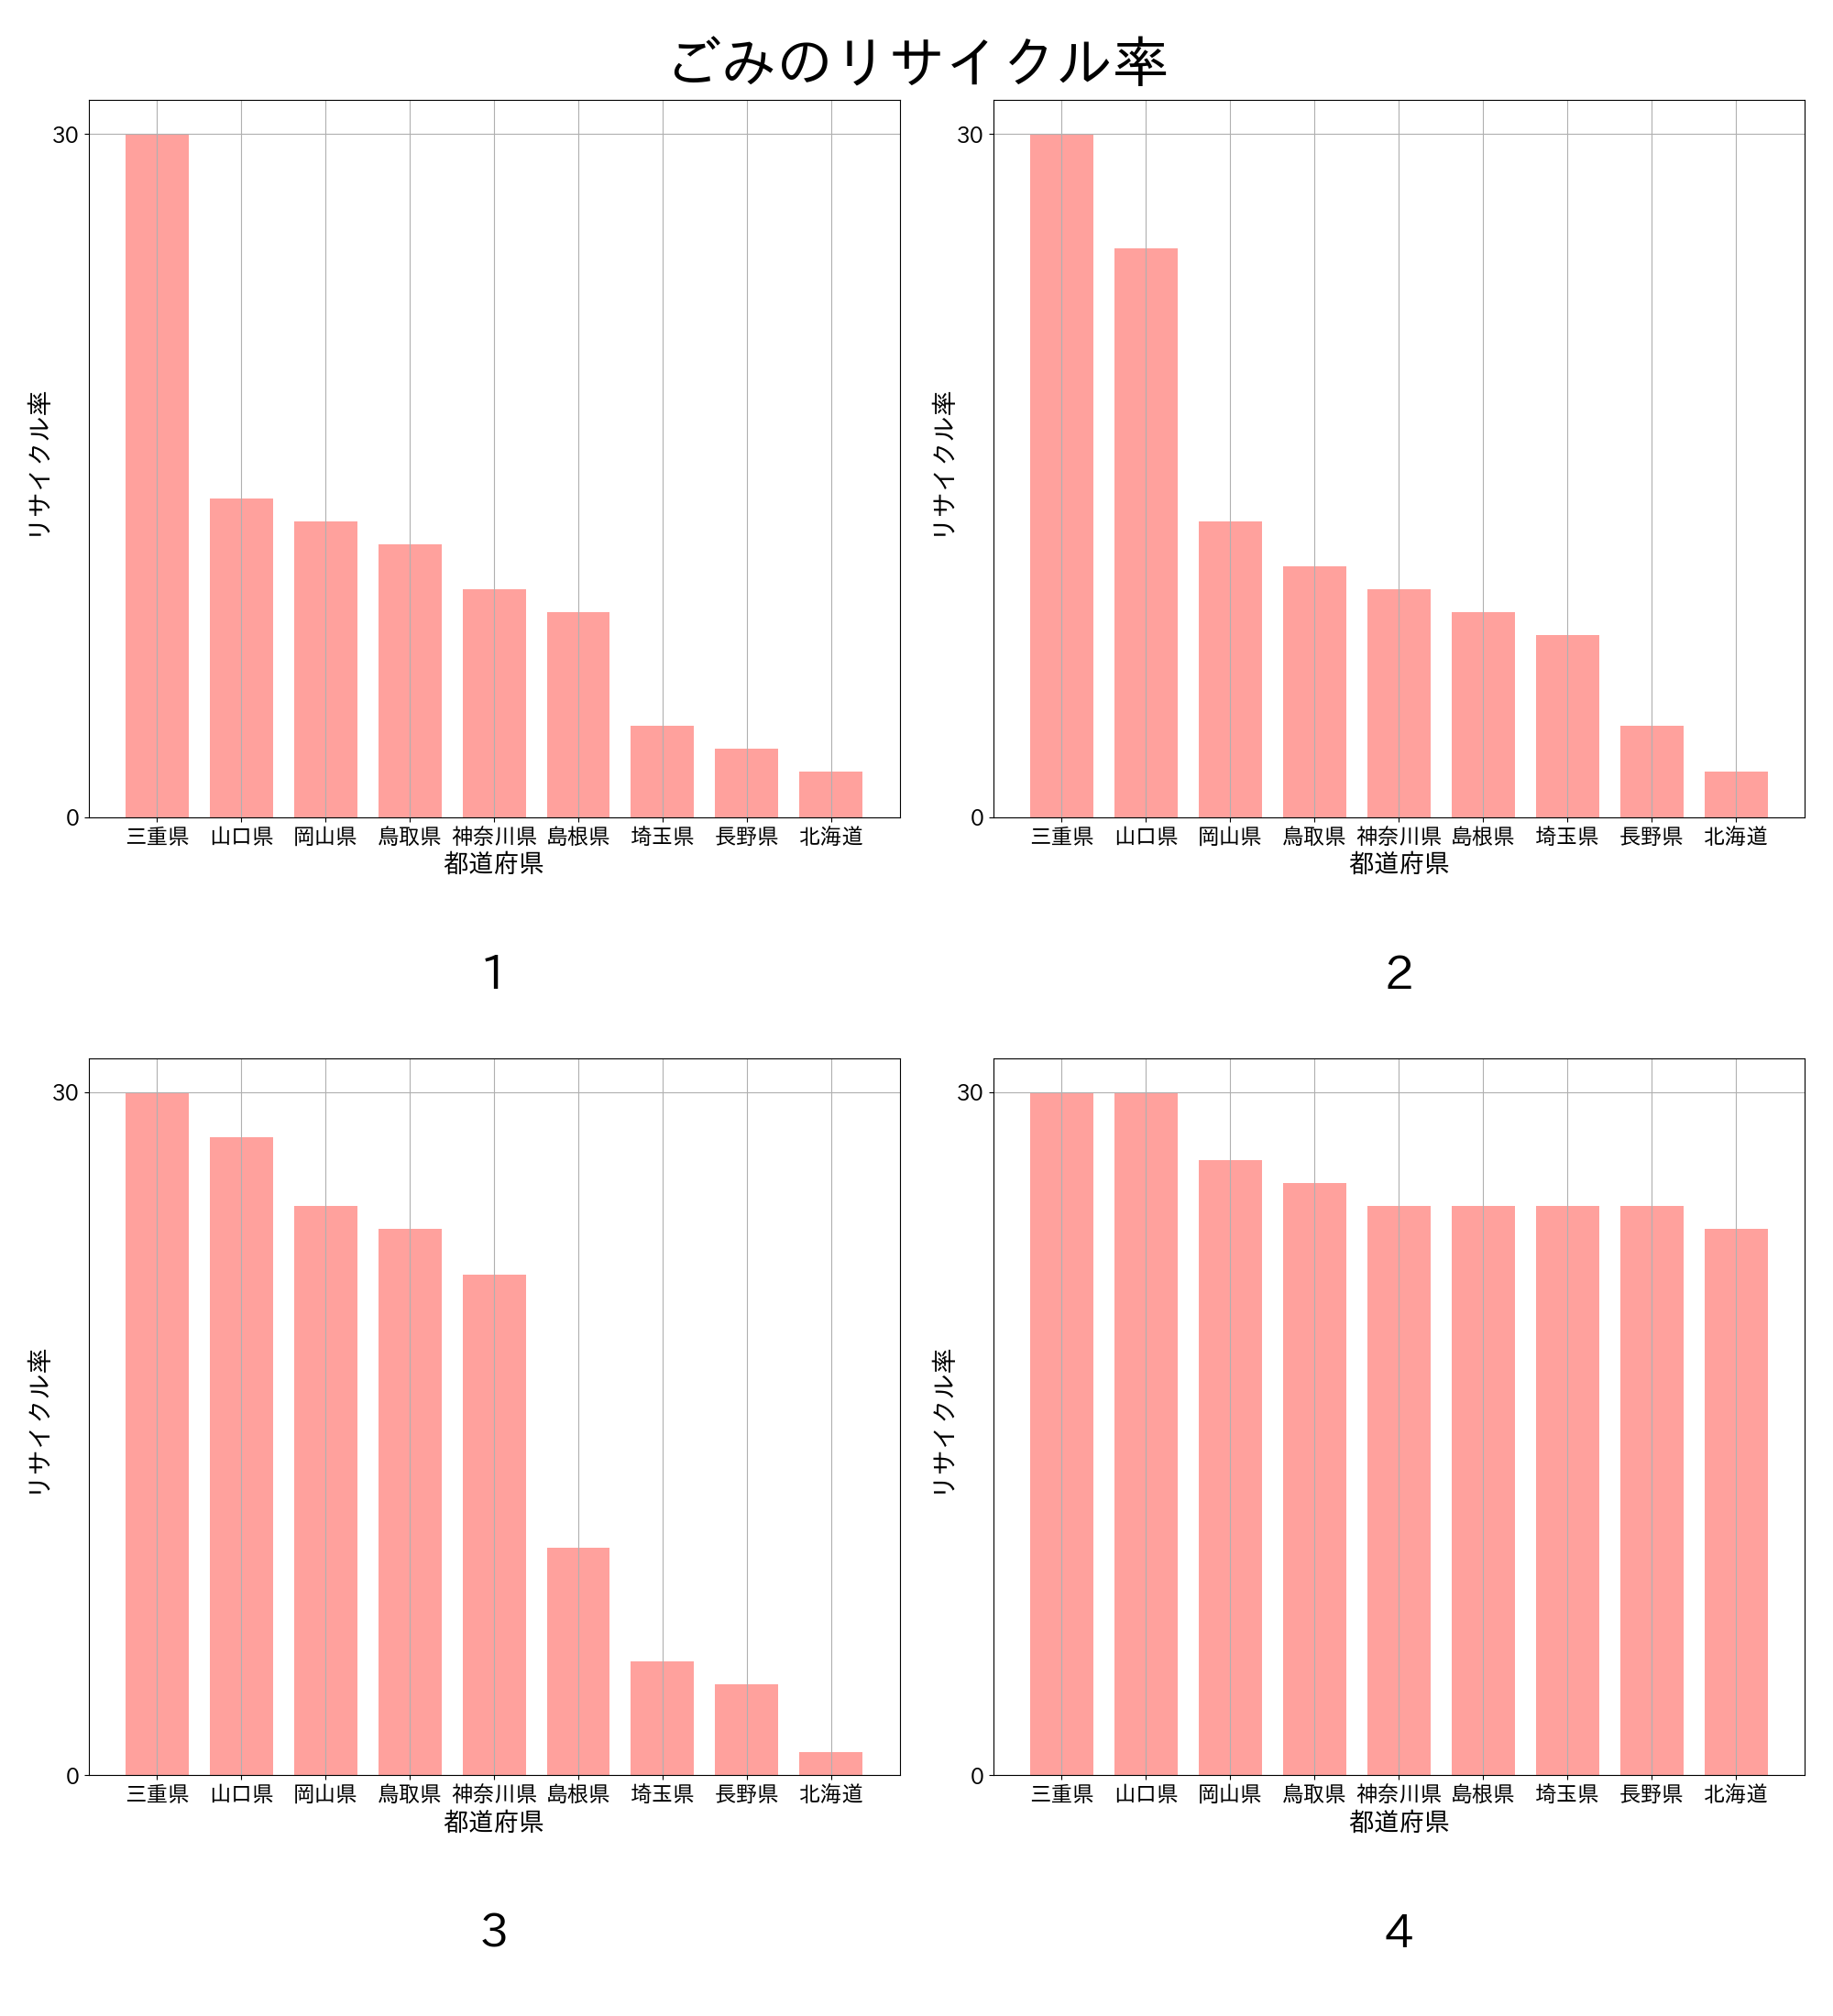 ごみのリサイクル率
30
0
リサイクル率
三重県 山口県 岡山県 鳥取県 神奈川県 島根県 埼玉県 長野県 北海道
都道府県
1
30
0
リサイクル率
三重県 山口県 岡山県 鳥取県 神奈川県 島根県 埼玉県 長野県 北海道
都道府県
2
30
0
リサイクル率
三重県 山口県 岡山県 鳥取県 神奈川県 島根県 埼玉県 長野県 北海道
都道府県
3
30
0
リサイクル率
三重県 山口県 岡山県 鳥取県 神奈川県 島根県 埼玉県 長野県 北海道
都道府県
4